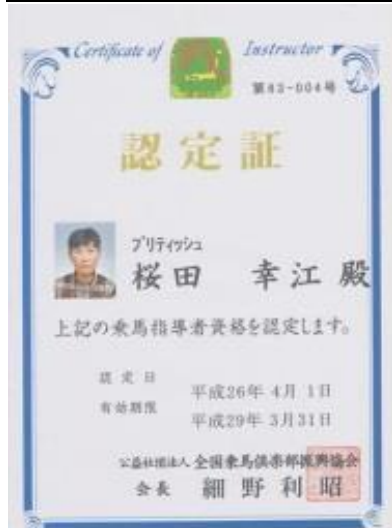 Certificate of Instructor
第83-004号
認定証
ブリティッシュ
桜田 幸江 殿
上記の乗馬指導者資格を認定します。
認定日 平成26年 4月 1日
有効期限 平成29年 3月31日
公益社団法人 全国乗馬倶楽部振興協会
会長 細野利昭